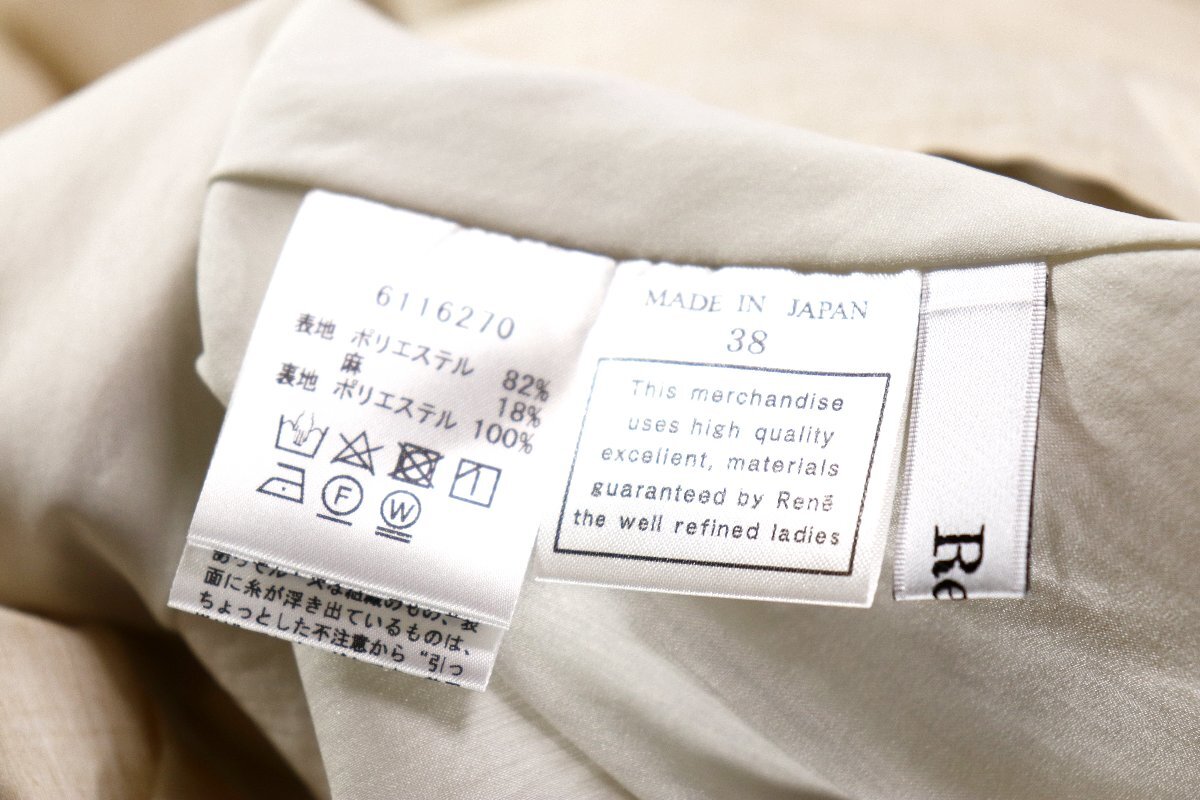 6116270
表地 ポリエステル 82%
麻 18%
裏地 ポリエステル 100%
F W
面に糸が浮き出ているものは、
ちょっとした不注意から “引っ
MADE IN JAPAN
38
This merchandise
uses high quality
excellent, materials
guaranteed by Renē
the well refined ladies
Re